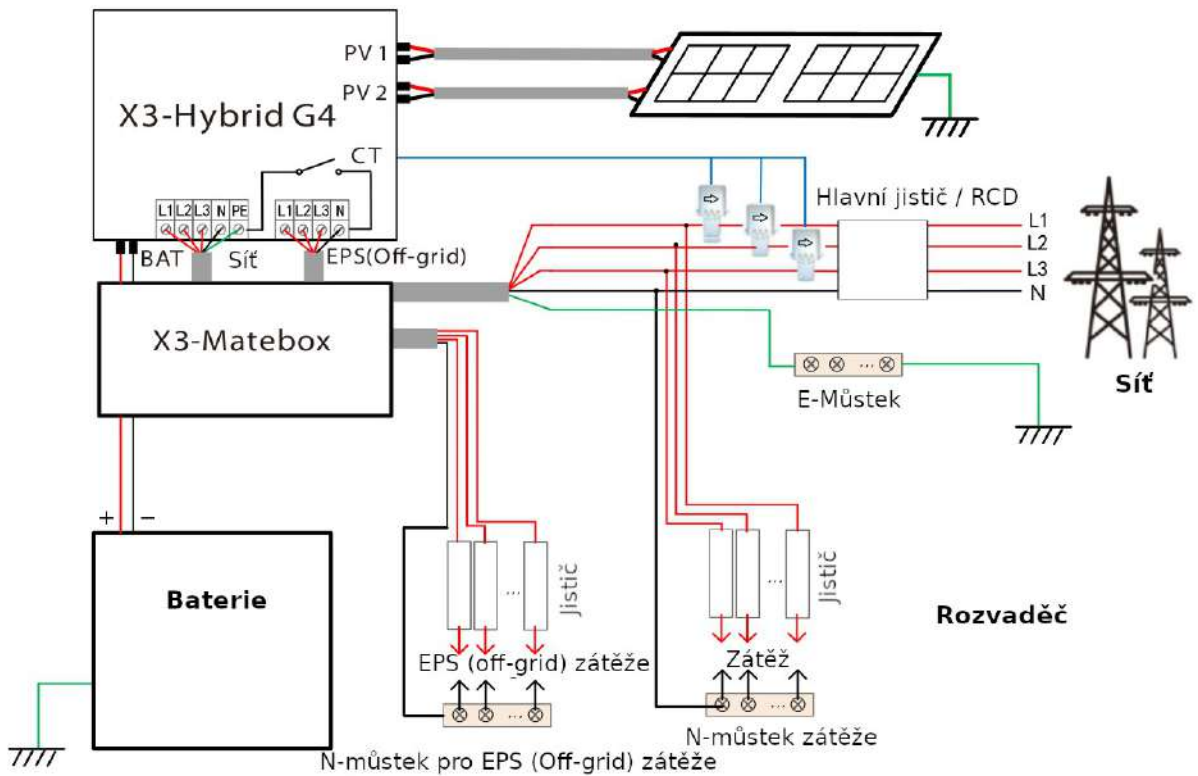 PV 1
PV 2
X3-Hybrid G4
CT
L1 L2 L3 N PE
L1 L2 L3 N
BAT
Síť
EPS(Off-grid)
Hlavní jistič / RCD
L1
L2
L3
N
X3-Matebox
E-Můstek
Síť
+ −
Baterie
...
Jistič
...
Jistič
Rozvaděč
EPS (off-grid) zátěže
Zátěž
...
...
...
N-můstek zátěže
N-můstek pro EPS (Off-grid) zátěže